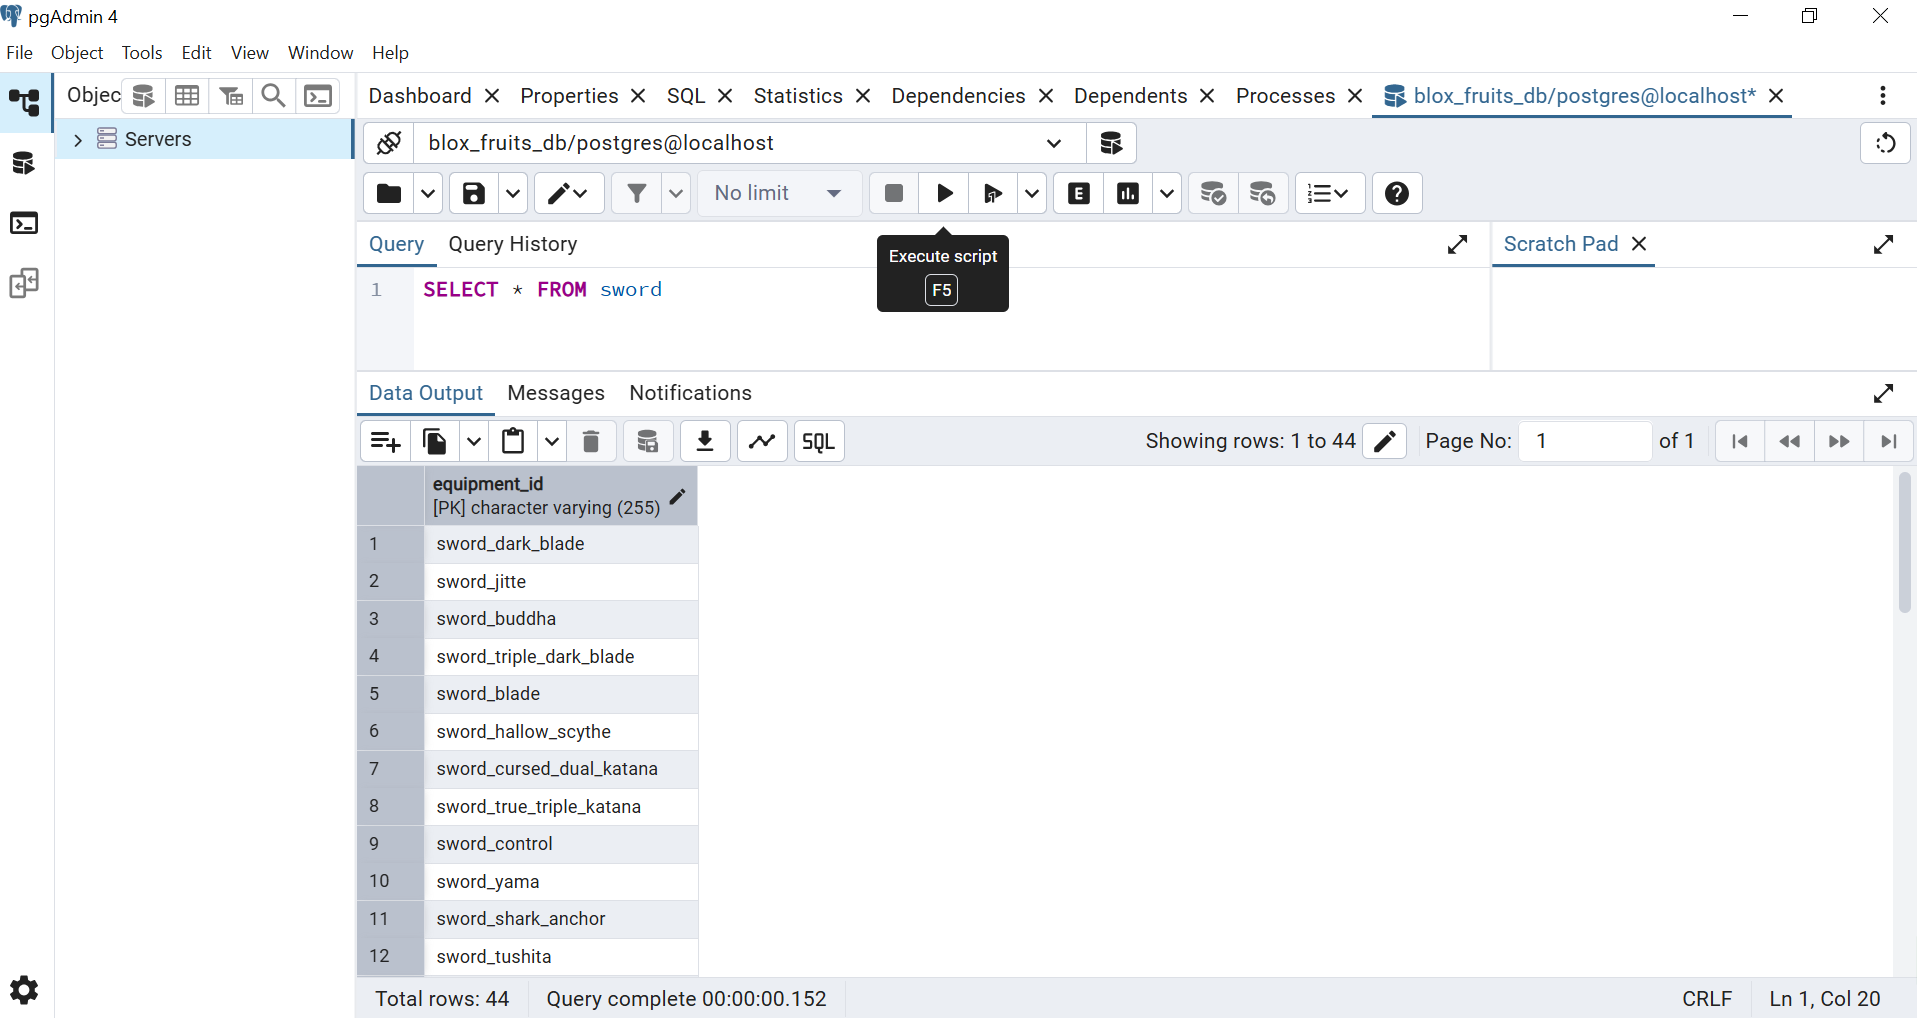 pgAdmin 4
File Object Tools Edit View Window Help
Objec
Dashboard Properties SQL Statistics Dependencies Dependents Processes blox_fruits_db/postgres@localhost*
Servers
blox_fruits_db/postgres@localhost
No limit
E
Query Query History
Execute script
F5
Scratch Pad
1 SELECT * FROM sword
Data Output Messages Notifications
SQL
Showing rows: 1 to 44
Page No: 1 of 1
equipment_id
[PK] character varying (255)
1 sword_dark_blade
2 sword_jitte
3 sword_buddha
4 sword_triple_dark_blade
5 sword_blade
6 sword_hallow_scythe
7 sword_cursed_dual_katana
8 sword_true_triple_katana
9 sword_control
10 sword_yama
11 sword_shark_anchor
12 sword_tushita
Total rows: 44 Query complete 00:00:00.152 CRLF Ln 1, Col 20